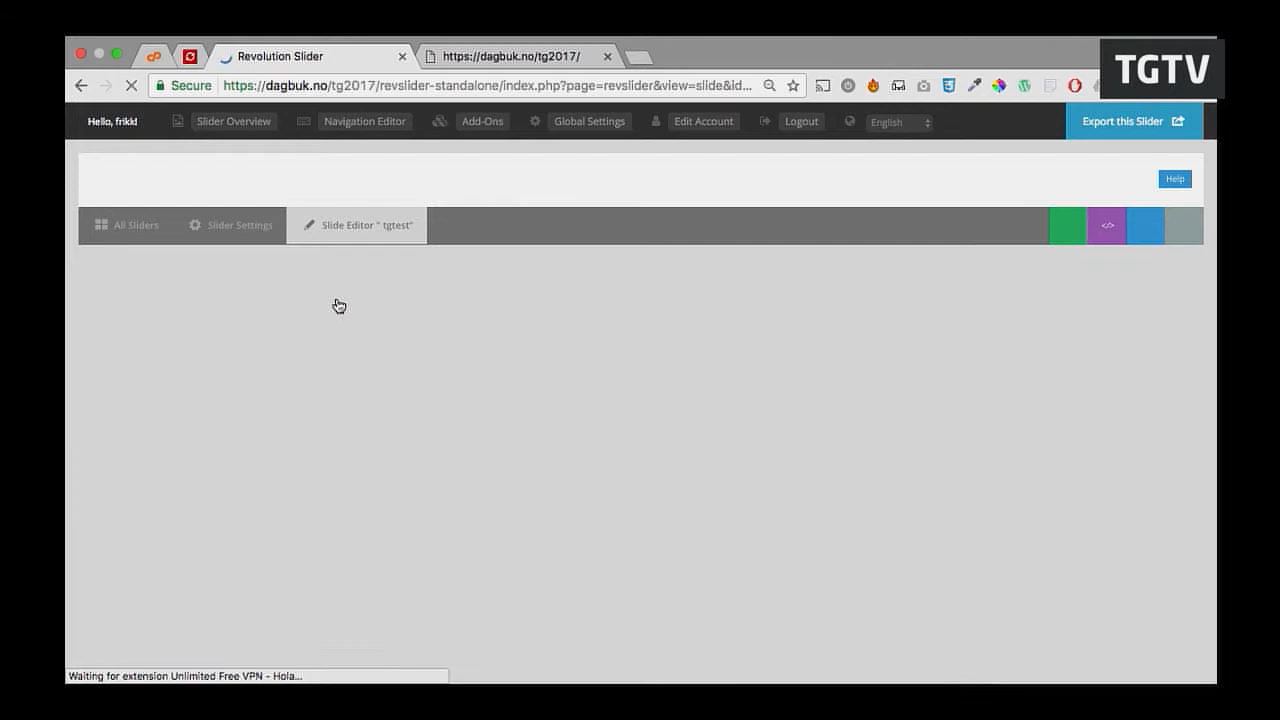 TGTV
Revolution Slider
https://dagbuk.no/tg2017/
Secure
https://dagbuk.no/tg2017/revslider-standalone/index.php?page=revslider&view=slide&id...
Hello, frikk!
Slider Overview
Navigation Editor
Add-Ons
Global Settings
Edit Account
Logout
English
Export this Slider
Help
All Sliders
Slider Settings
Slide Editor " tgtest"
</>
Waiting for extension Unlimited Free VPN - Hola...